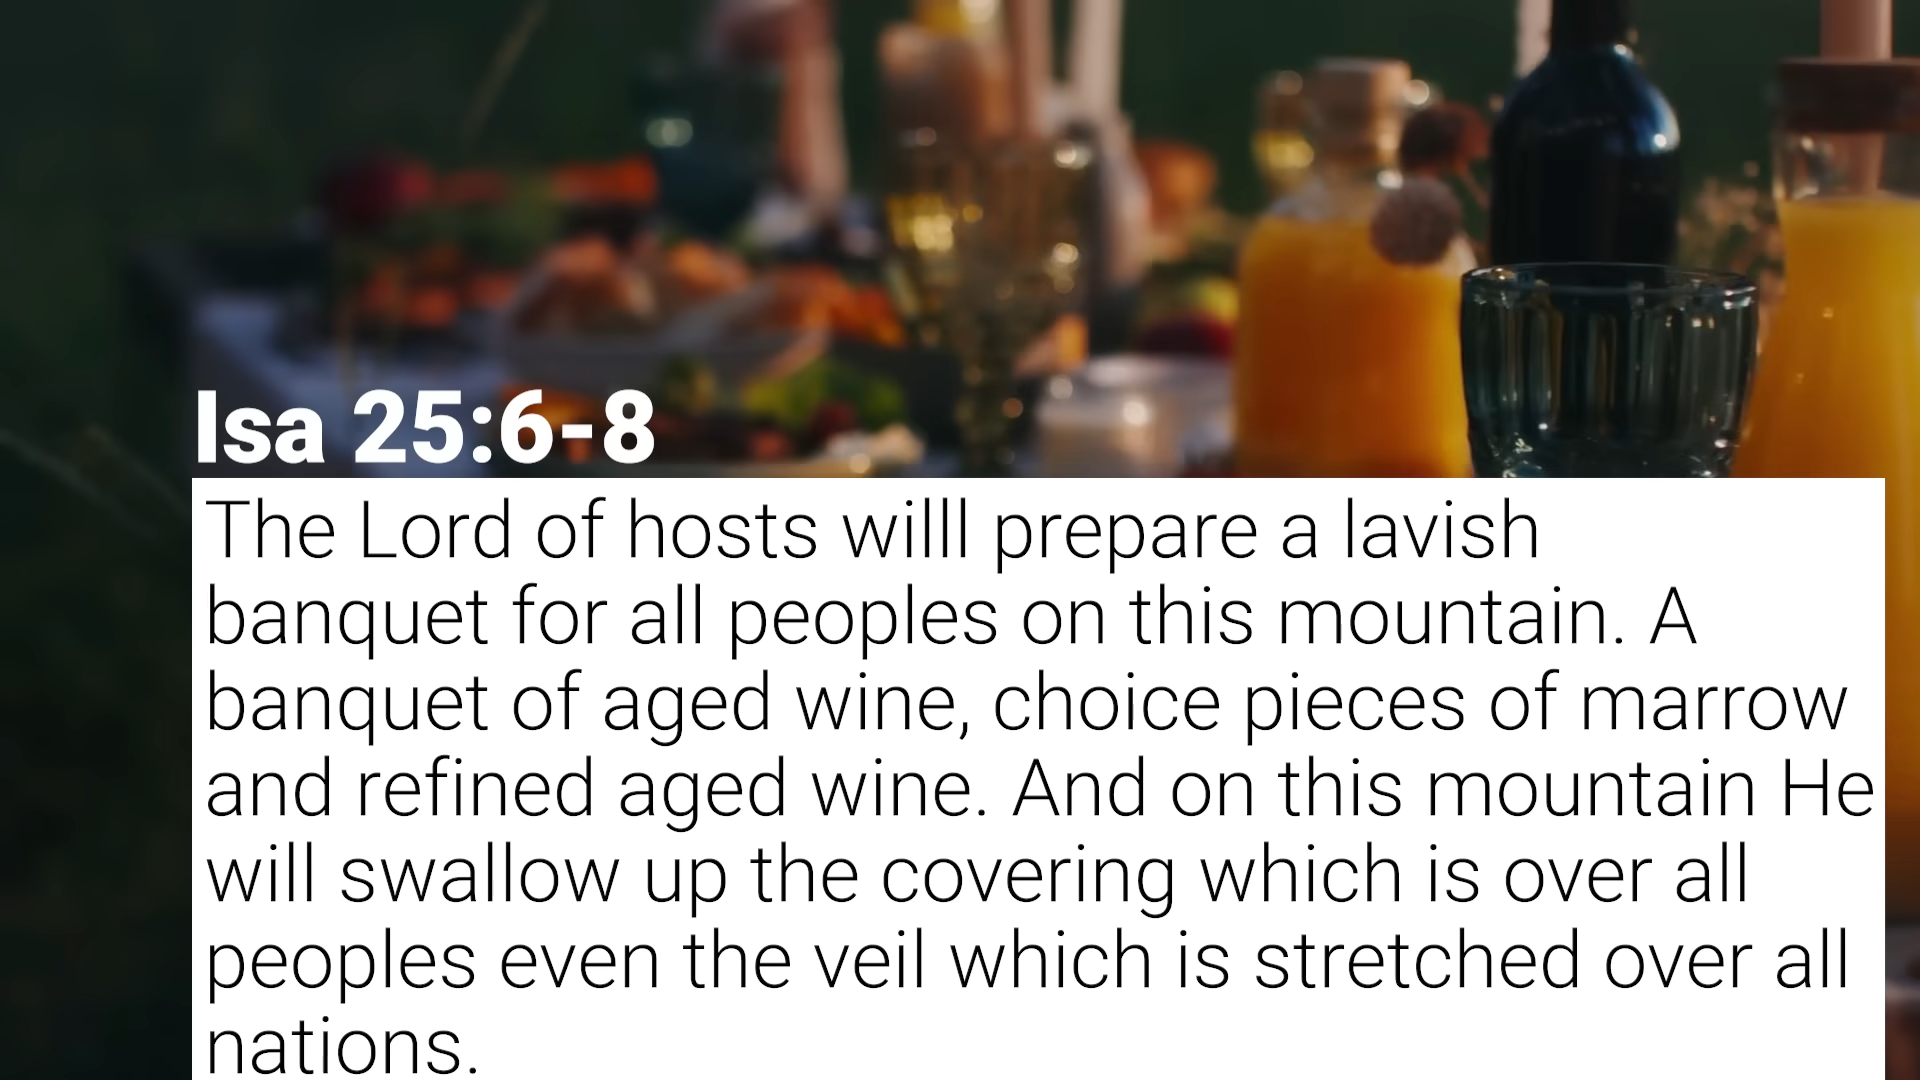 Isa 25:6-8
The Lord of hosts willl prepare a lavish
banquet for all peoples on this mountain. A
banquet of aged wine, choice pieces of marrow
and refined aged wine. And on this mountain He
will swallow up the covering which is over all
peoples even the veil which is stretched over all
nations.